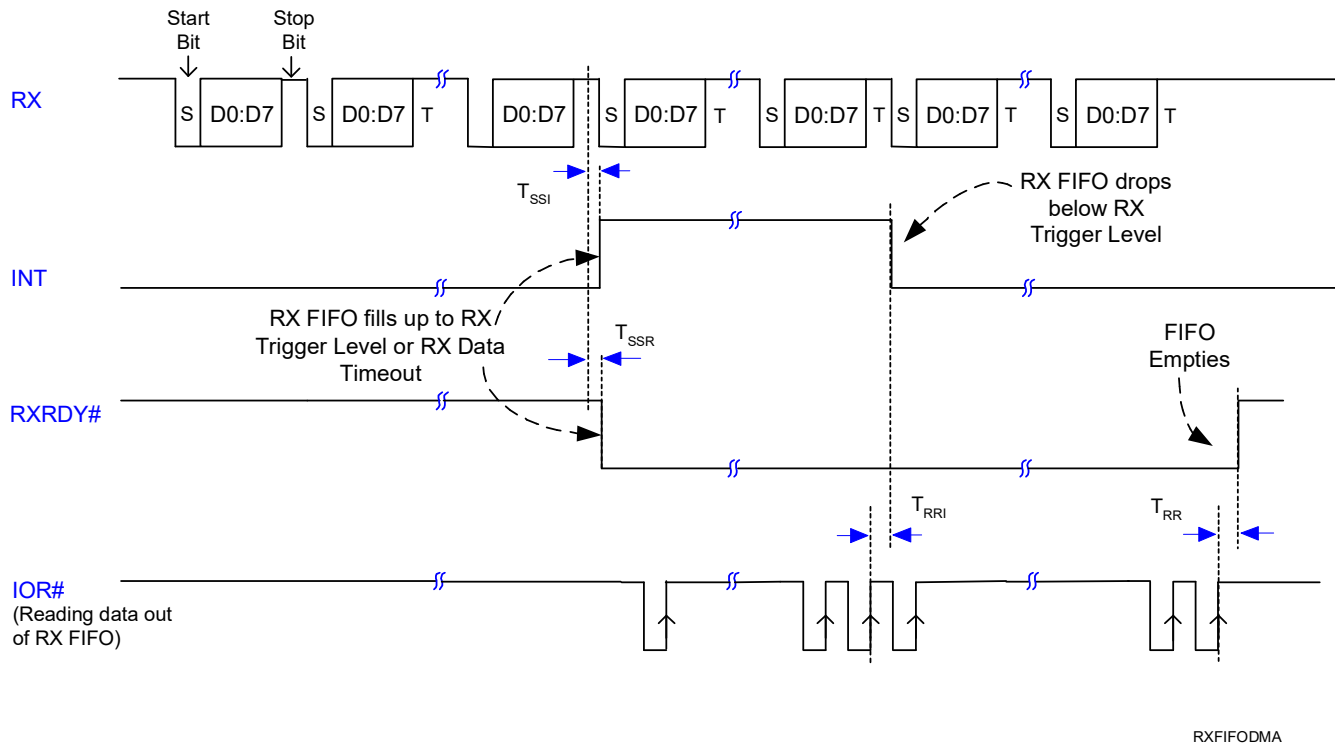 Start
Bit
Stop
Bit
RX
S
D0:D7
S
D0:D7
T
D0:D7
S
D0:D7
T
S
D0:D7
T
S
D0:D7
T
S
D0:D7
T
TSSI
RX FIFO drops
below RX
Trigger Level
INT
RX FIFO fills up to RX
Trigger Level or RX Data
Timeout
TSSR
FIFO
Empties
RXRDY#
TRRI
TRR
IOR#
(Reading data out
of RX FIFO)
RXFIFODMA